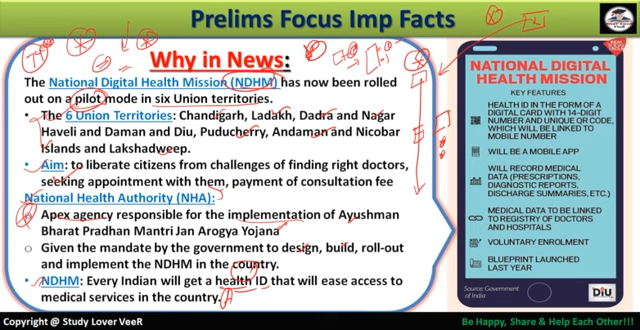 Prelims Focus Imp Facts
Why in News:
The National Digital Health Mission (NDHM) has now been rolled
out on a pilot mode in six Union territories.
• The 6 Union Territories: Chandigarh, Ladakh, Dadra and Nagar
Haveli and Daman and Diu, Puducherry, Andaman and Nicobar
Islands and Lakshadweep.
• Aim: to liberate citizens from challenges of finding right doctors,
seeking appointment with them, payment of consultation fee
National Health Authority (NHA):
Apex agency responsible for the implementation of Ayushman
Bharat Pradhan Mantri Jan Arogya Yojana
o Given the mandate by the government to design, build, roll-out
and implement the NDHM in the country.
• NDHM: Every Indian will get a health ID that will ease access to
medical services in the country.
NATIONAL DIGITAL
HEALTH MISSION
KEY FEATURES
HEALTH ID IN THE FORM OF A
DIGITAL CARD WITH 14-DIGIT
NUMBER AND UNIQUE QR CODE,
WHICH WILL BE LINKED TO
MOBILE NUMBER
WILL BE A MOBILE APP
WILL RECORD MEDICAL
DATA (PRESCRIPTIONS,
DIAGNOSTIC REPORTS,
DISCHARGE SUMMARIES, ETC.)
MEDICAL DATA TO BE LINKED
TO REGISTRY OF DOCTORS
AND HOSPITALS
VOLUNTARY ENROLMENT
BLUEPRINT LAUNCHED
LAST YEAR
Source: Government
of India
DIU
Copyright @ Study Lover VeeR
Be Happy, Share & Help Each Other!!!